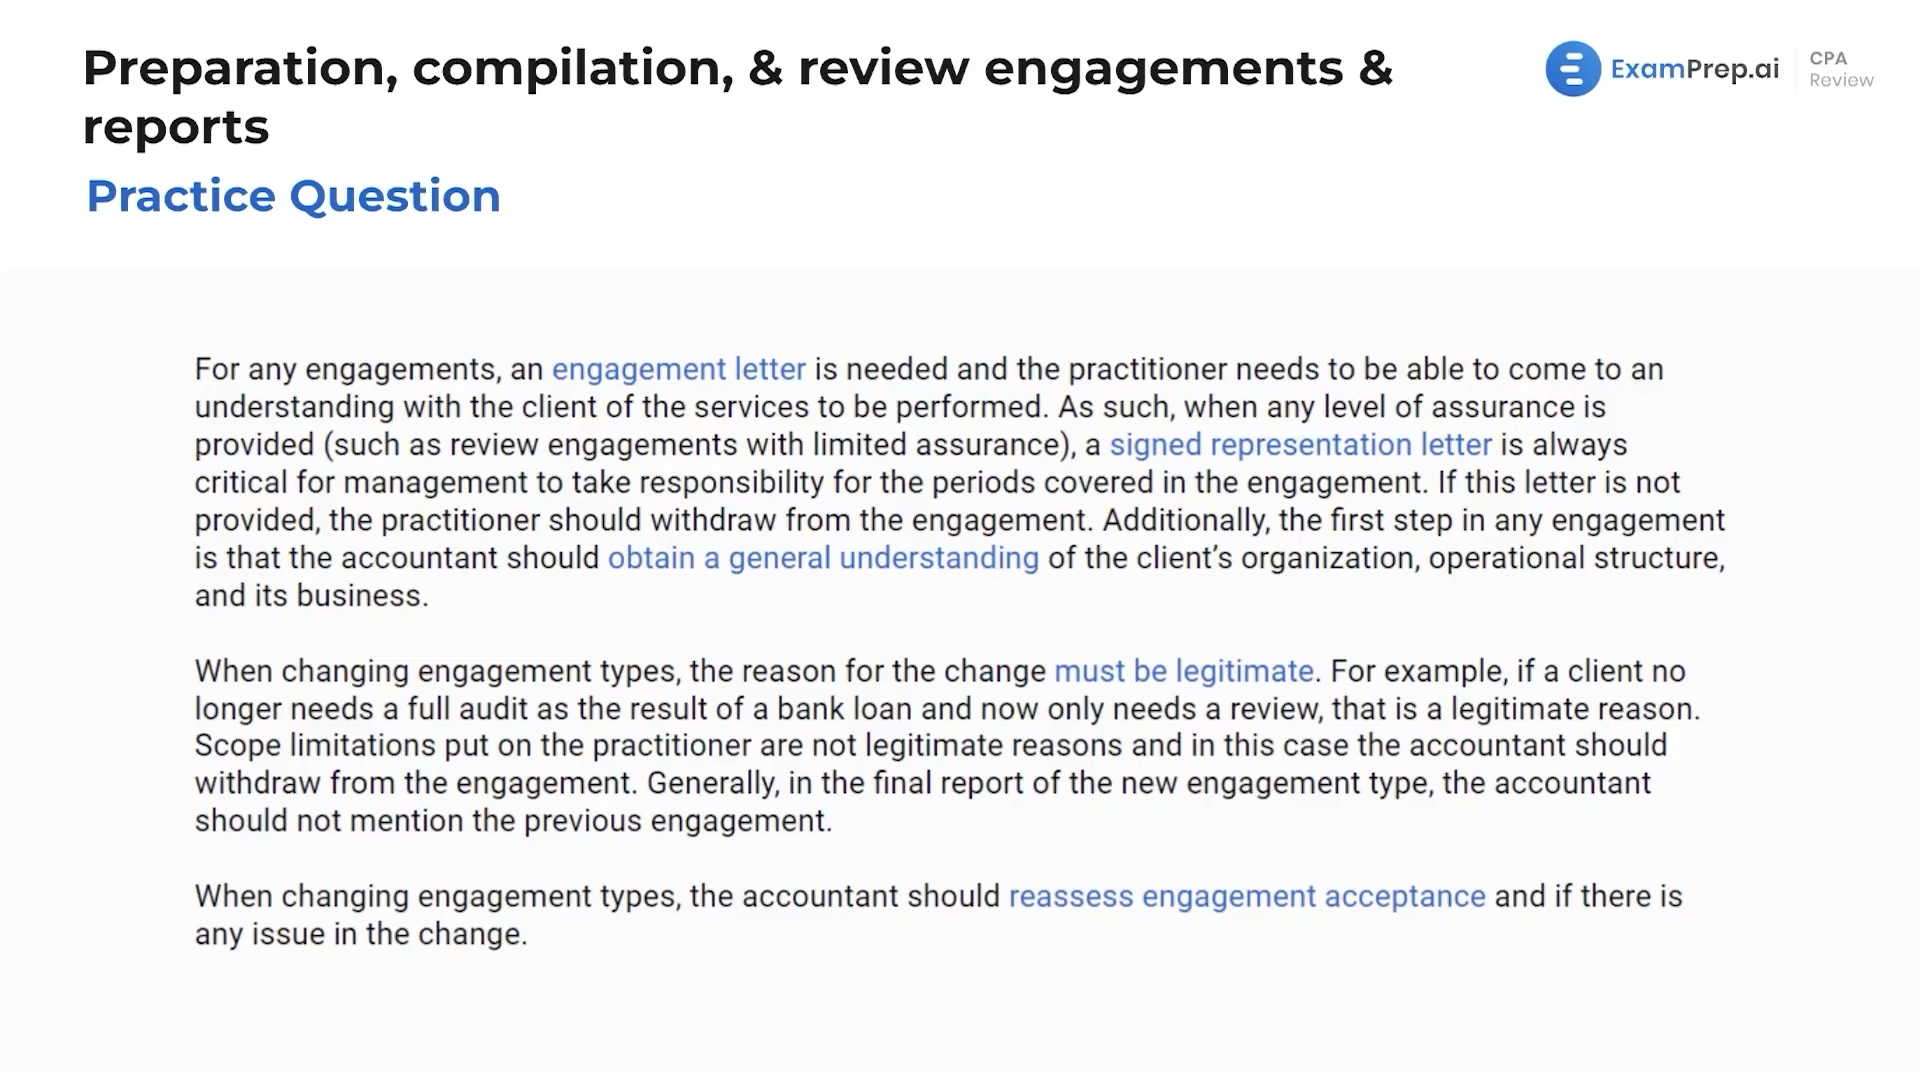 Preparation, compilation, & review engagements &
reports
Practice Question
ExamPrep.ai
CPA
Review
For any engagements, an engagement letter is needed and the practitioner needs to be able to come to an
understanding with the client of the services to be performed. As such, when any level of assurance is
provided (such as review engagements with limited assurance), a signed representation letter is always
critical for management to take responsibility for the periods covered in the engagement. If this letter is not
provided, the practitioner should withdraw from the engagement. Additionally, the first step in any engagement
is that the accountant should obtain a general understanding of the client’s organization, operational structure,
and its business.
When changing engagement types, the reason for the change must be legitimate. For example, if a client no
longer needs a full audit as the result of a bank loan and now only needs a review, that is a legitimate reason.
Scope limitations put on the practitioner are not legitimate reasons and in this case the accountant should
withdraw from the engagement. Generally, in the final report of the new engagement type, the accountant
should not mention the previous engagement.
When changing engagement types, the accountant should reassess engagement acceptance and if there is
any issue in the change.